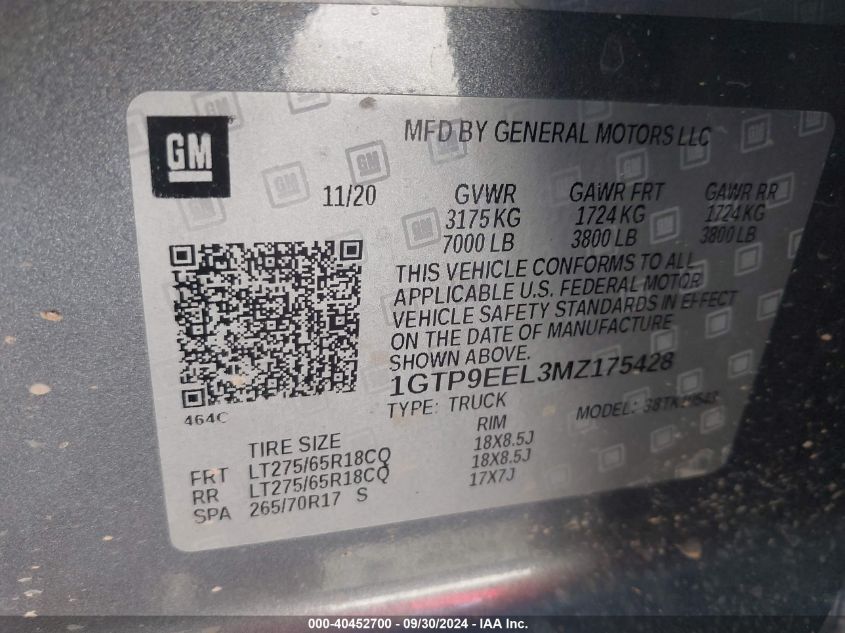 GM
MFD BY GENERAL MOTORS LLC
11/20 GVWR GAWR FRT GAWR RR
3175 KG 1724 KG 1724 KG
7000 LB 3800 LB 3800 LB
THIS VEHICLE CONFORMS TO ALL
APPLICABLE U.S. FEDERAL MOTOR
VEHICLE SAFETY STANDARDS IN EFFECT
ON THE DATE OF MANUFACTURE
SHOWN ABOVE.
1GTP9EEL3MZ175428
464C
TYPE: TRUCK MODEL:
TIRE SIZE RIM
FRT LT275/65R18CQ 18X8.5J
RR LT275/65R18CQ 18X8.5J
SPA 265/70R17 S 17X7J
000-40452700 - 09/30/2024 - IAAI Inc.